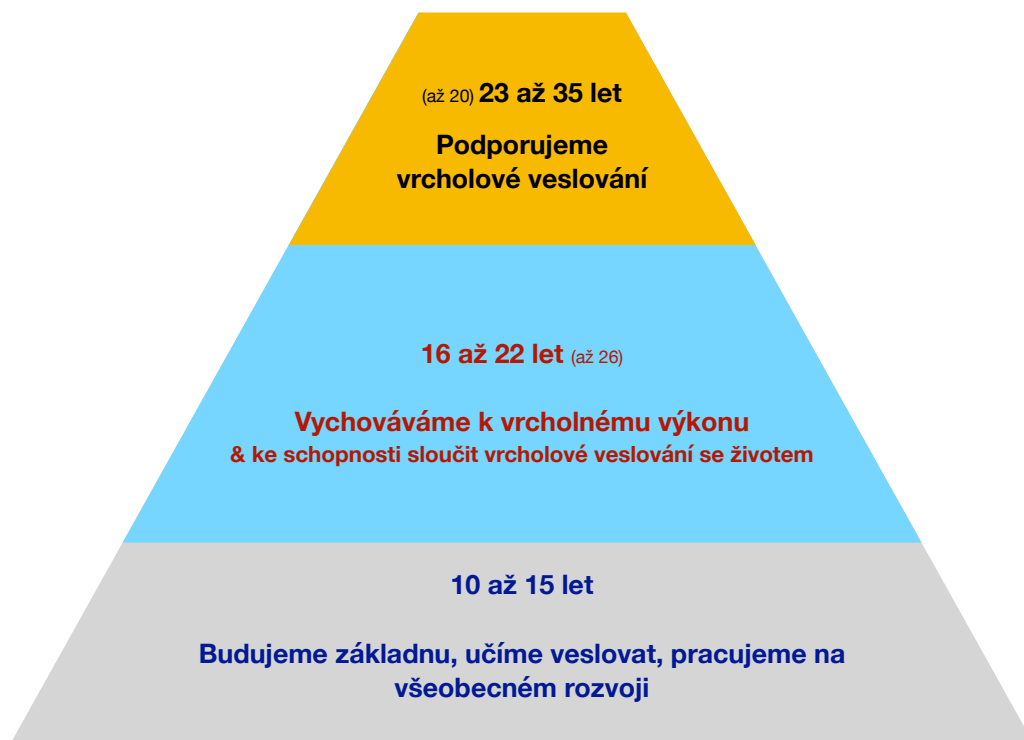 (až 20) 23 až 35 let
Podporujeme
vrcholové veslování
16 až 22 let (až 26)
Vychováváme k vrcholnému výkonu
& ke schopnosti sloučit vrcholové veslování se životem
10 až 15 let
Budujeme základnu, učíme veslovat, pracujeme na
všeobecném rozvoji